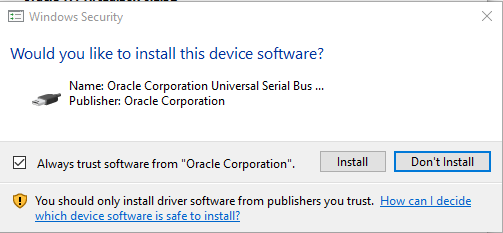 Windows Security
Would you like to install this device software?
Name: Oracle Corporation Universal Serial Bus ...
Publisher: Oracle Corporation
Always trust software from "Oracle Corporation".
Install
Don't Install
You should only install driver software from publishers you trust. How can I decide
which device software is safe to install?